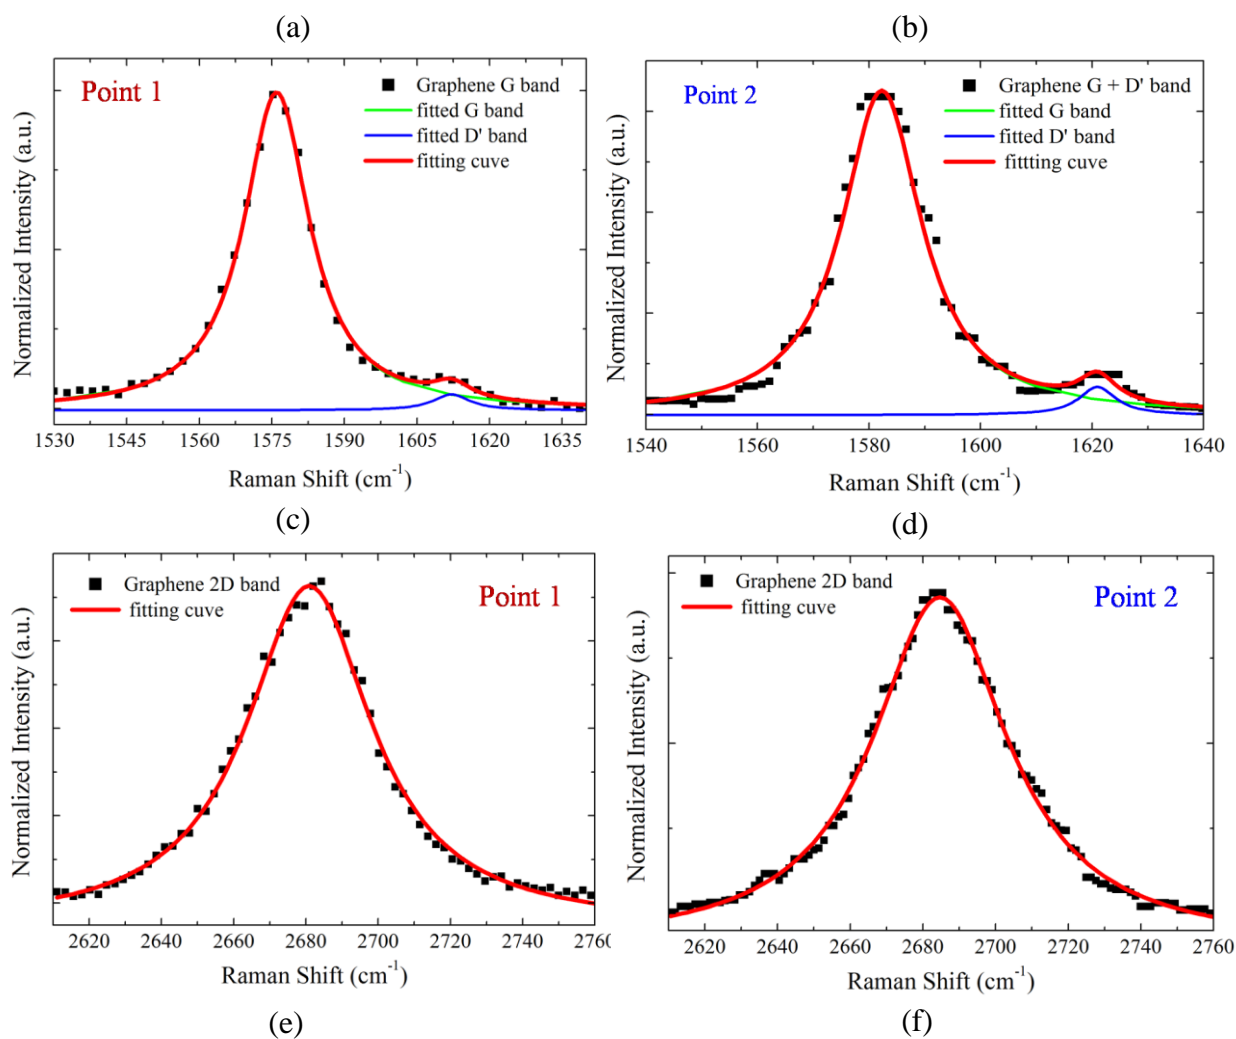 (a)
(b)
Point 1
Graphene G band
fitted G band
fitted D' band
fitting cuve
Normalized Intensity (a.u.)
1530 1545 1560 1575 1590 1605 1620 1635
Raman Shift (cm-1)
Point 2
Graphene G + D' band
fitted G band
fitted D' band
fittting cuve
Normalized Intensity (a.u.)
1540 1560 1580 1600 1620 1640
Raman Shift (cm-1)
(c)
(d)
Graphene 2D band
fitting cuve
Point 1
Normalized Intensity (a.u.)
2620 2640 2660 2680 2700 2720 2740 2760
Raman Shift (cm-1)
Graphene 2D band
fitting cuve
Point 2
Normalized Intensity (a.u.)
2620 2640 2660 2680 2700 2720 2740 2760
Raman Shift (cm-1)
(e)
(f)